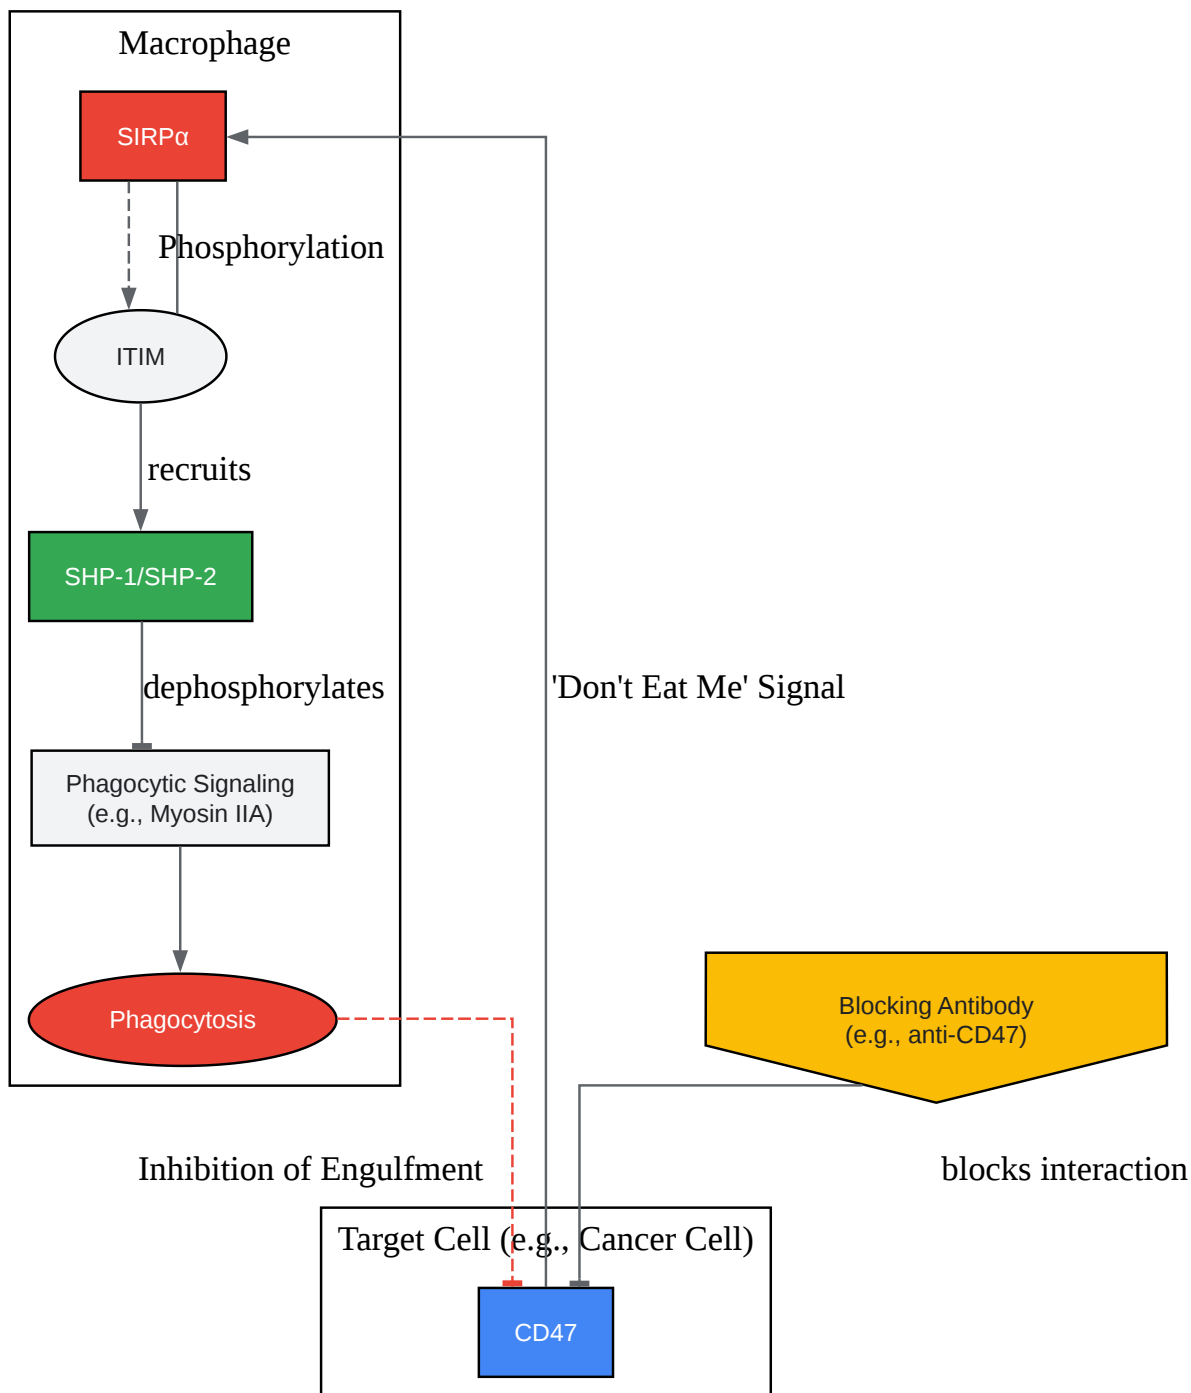 Macrophage
SIRPα
Phosphorylation
ITIM
recruits
SHP-1/SHP-2
dephosphorylates
'Don't Eat Me' Signal
Phagocytic Signaling
(e.g., Myosin IIA)
Phagocytosis
Blocking Antibody
(e.g., anti-CD47)
Inhibition of Engulfment
blocks interaction
Target Cell (e.g., Cancer Cell)
CD47